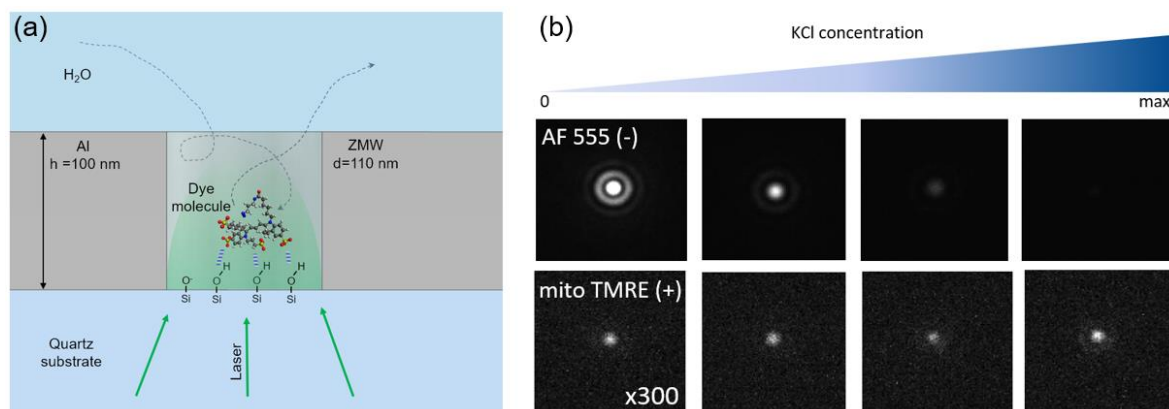 (a)
H₂O
Al
h =100 nm
ZMW
d=110 nm
Dye
molecule
H
H
H
O⁻
O
O
O
Si
Si
Si
Si
Quartz
substrate
Laser
(b)
KCl concentration
0
max
AF 555 (-)
mito TMRE (+)
x300